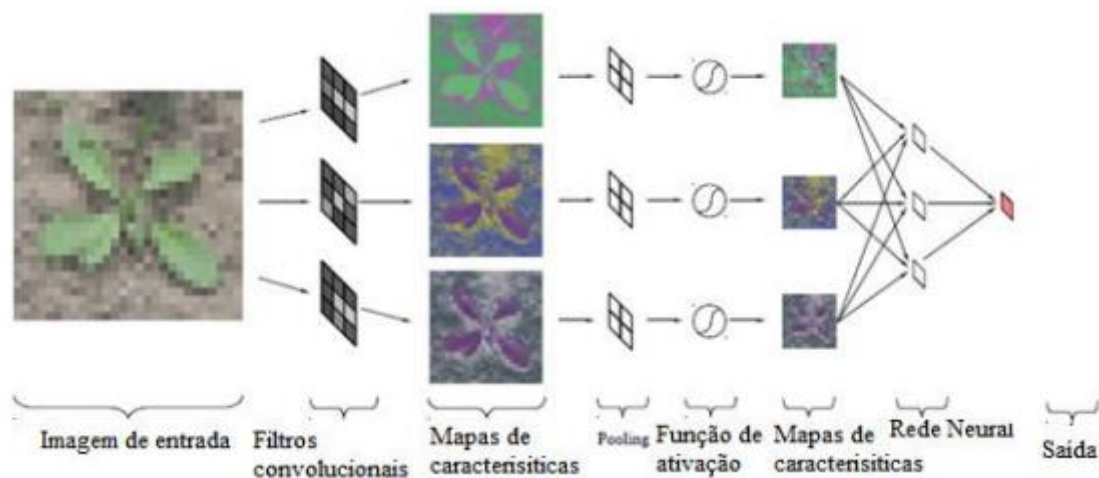 Imagem de entrada
Filtros
convolucionais
Mapas de
caracterisiticas
Pooling
Função de
ativação
Mapas de
caracterisiticas
Rede Neural
Saída